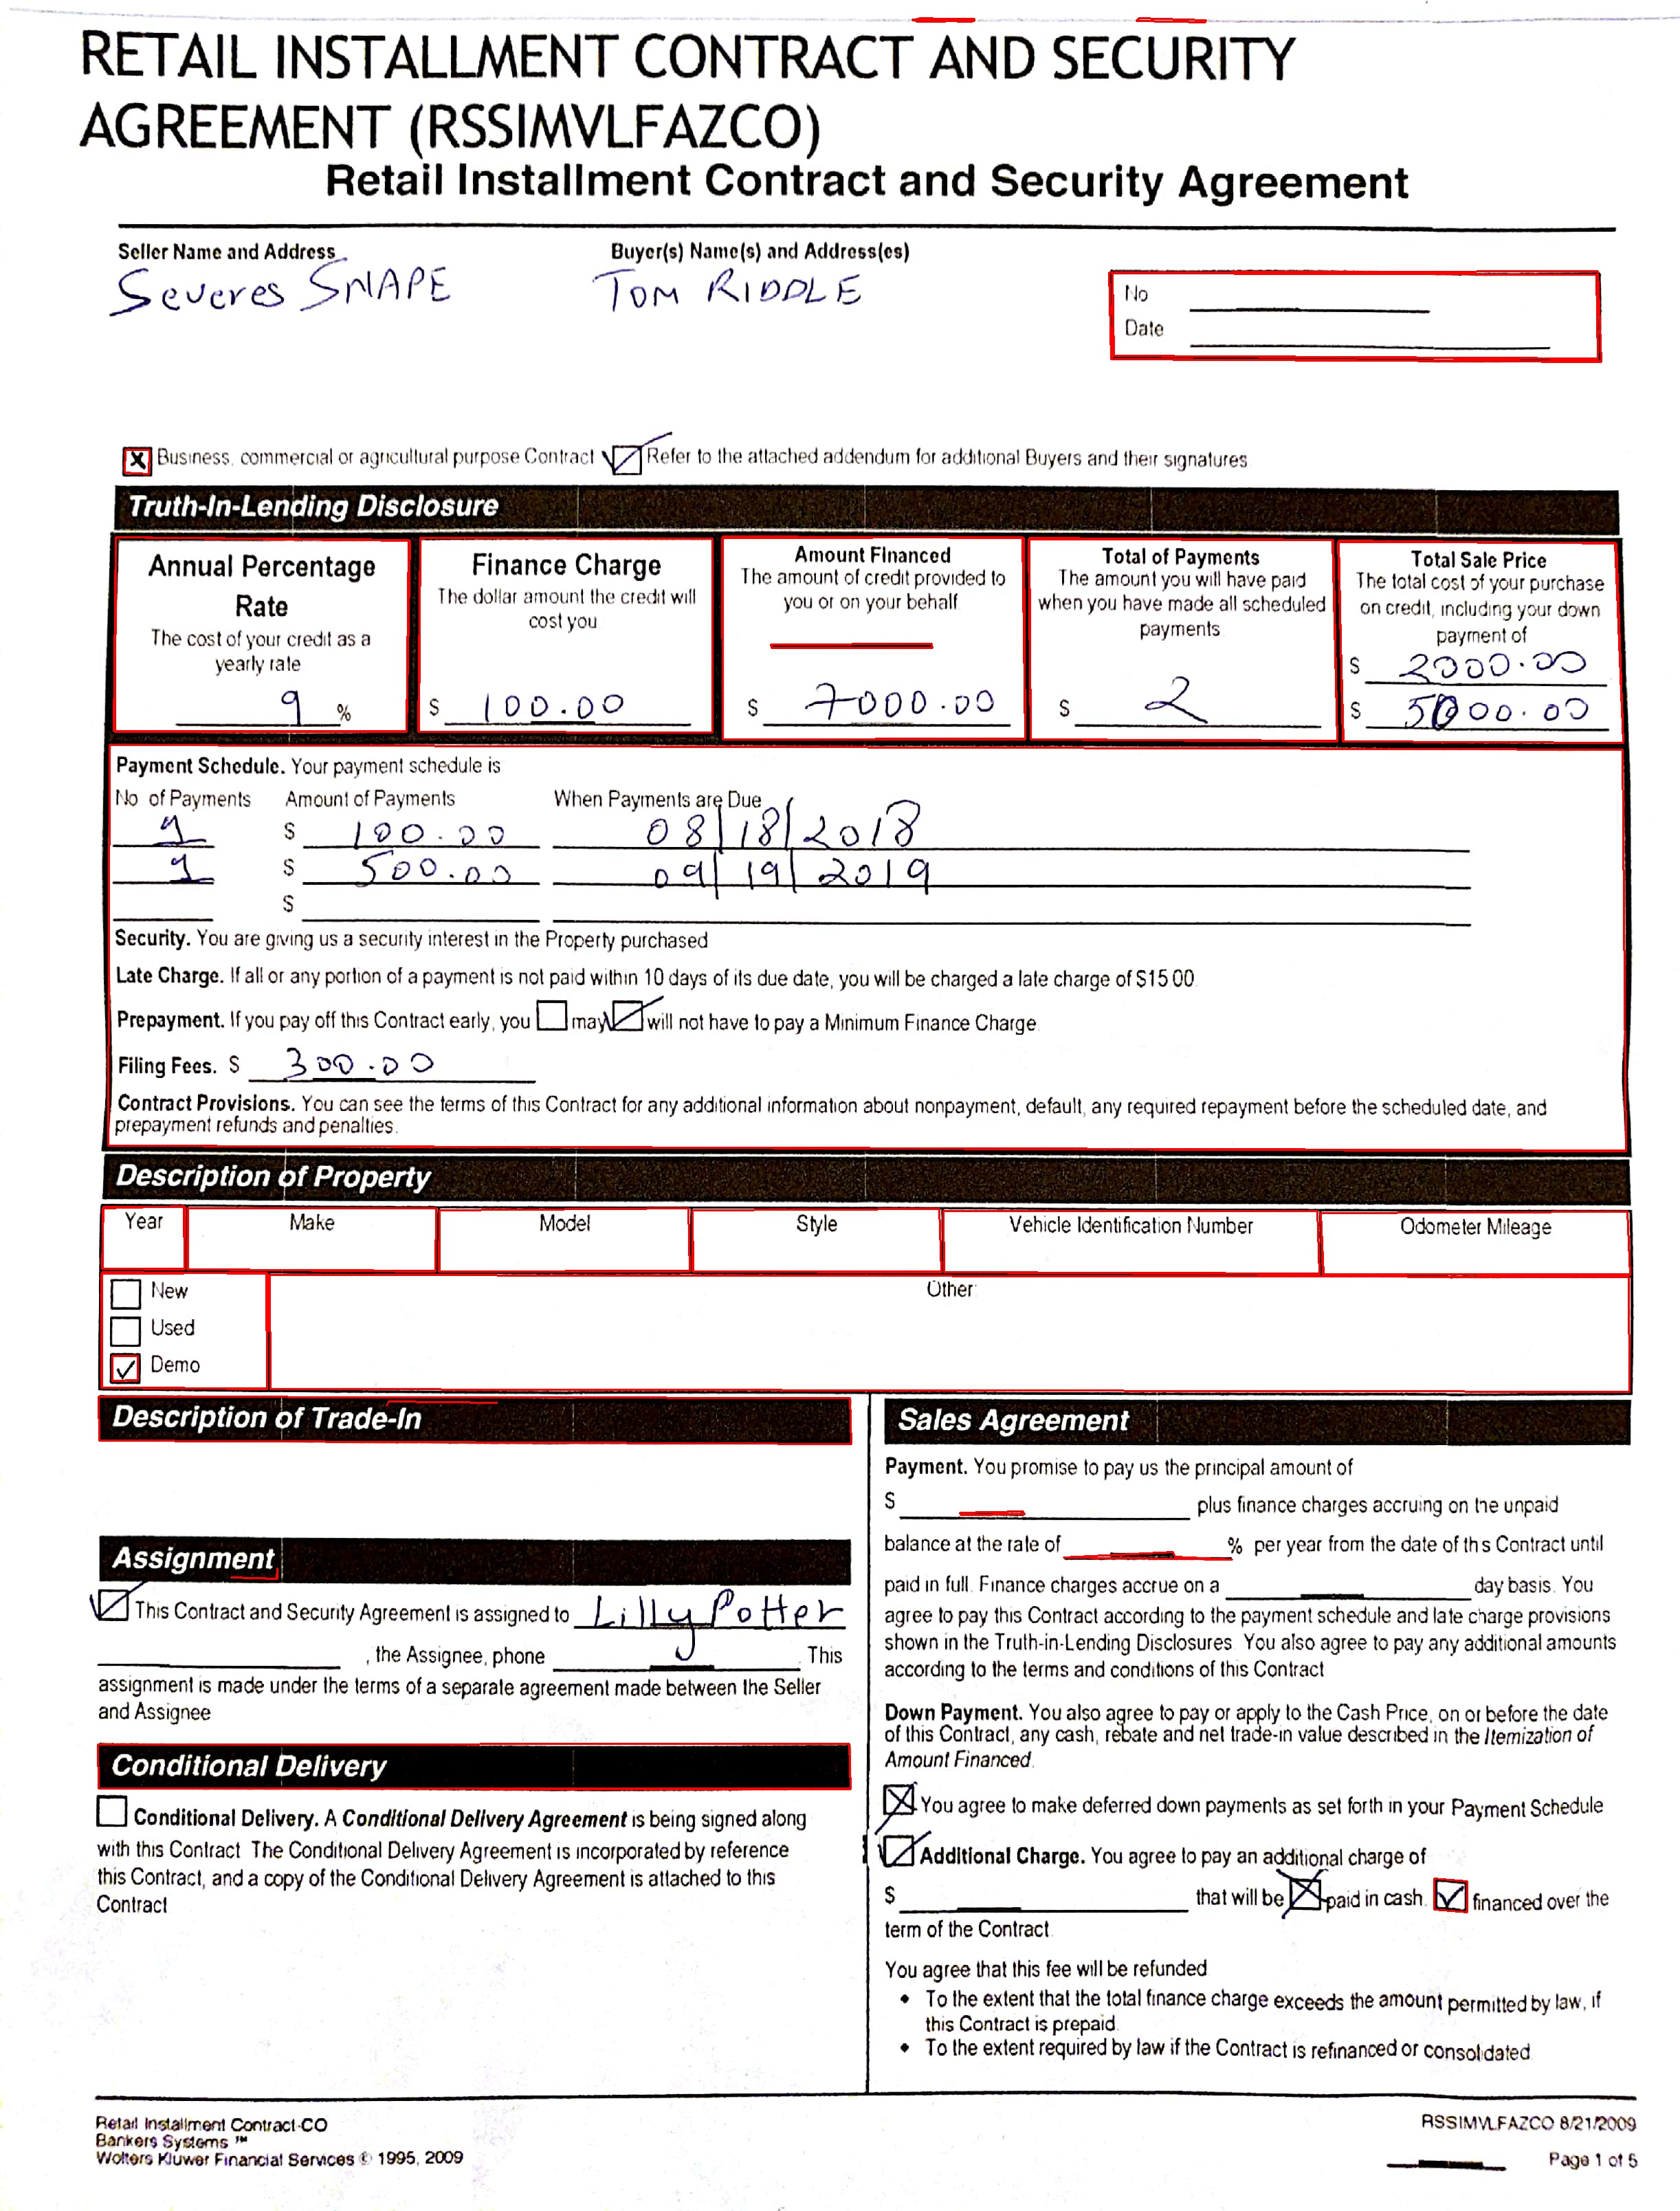 RETAIL INSTALLMENT CONTRACT AND SECURITY
AGREEMENT (RSSIMVLFAZCO)
Retail Installment Contract and Security Agreement
Seller Name and Address
Severes SNAPE
Buyer(s) Name(s) and Address(es)
TOM RIDDLE
No
Date
Business, commercial or agricultural purpose Contract Refer to the attached addendum for additional Buyers and their signatures
Truth-In-Lending Disclosure
Annual Percentage
Rate
The cost of your credit as a
yearly rate
9 %
Finance Charge
The dollar amount the credit will
cost you
$ 100.00
Amount Financed
The amount of credit provided to
you or on your behalf
$ 7000.00
Total of Payments
The amount you will have paid
when you have made all scheduled
payments
$ 2
Total Sale Price
The total cost of your purchase
on credit, including your down
payment of
$ 2000.00
$ 5000.00
Payment Schedule. Your payment schedule is
No of Payments Amount of Payments When Payments are Due
1 $ 100.00 08/18/2018
1 $ 500.00 09/19/2019
$
Security. You are giving us a security interest in the Property purchased
Late Charge. If all or any portion of a payment is not paid within 10 days of its due date, you will be charged a late charge of $15 00
Prepayment. If you pay off this Contract early, you may will not have to pay a Minimum Finance Charge
Filing Fees. $ 300.00
Contract Provisions. You can see the terms of this Contract for any additional information about nonpayment, default, any required repayment before the scheduled date, and
prepayment refunds and penalties.
Description of Property
Year Make Model Style Vehicle Identification Number Odometer Mileage
New
Used
Demo
Other
Description of Trade-In
Assignment
This Contract and Security Agreement is assigned to Lilly Potter
, the Assignee, phone This
assignment is made under the terms of a separate agreement made between the Seller
and Assignee
Conditional Delivery
Conditional Delivery. A Conditional Delivery Agreement is being signed along
with this Contract The Conditional Delivery Agreement is incorporated by reference
this Contract, and a copy of the Conditional Delivery Agreement is attached to this
Contract
Sales Agreement
Payment. You promise to pay us the principal amount of
$ plus finance charges accruing on the unpaid
balance at the rate of % per year from the date of ths Contract until
paid in full. Finance charges accrue on a day basis. You
agree to pay this Contract according to the payment schedule and late charge provisions
shown in the Truth-in-Lending Disclosures You also agree to pay any additional amounts
according to the terms and conditions of this Contract
Down Payment. You also agree to pay or apply to the Cash Price, on or before the date
of this Contract, any cash, rebate and net trade-in value described in the Itemization of
Amount Financed.
You agree to make deferred down payments as set forth in your Payment Schedule
Additional Charge. You agree to pay an additional charge of
$ that will be paid in cash. financed over the
term of the Contract
You agree that this fee will be refunded
• To the extent that the total finance charge exceeds the amount permitted by law, if
this Contract is prepaid.
• To the extent required by law if the Contract is refinanced or consolidated
Retail Installment Contract-CO
Bankers Systems ™
Wolters Kluwer Financial Services © 1995, 2009
RSSIMVLFAZCO 8/21/2009
Page 1 of 5